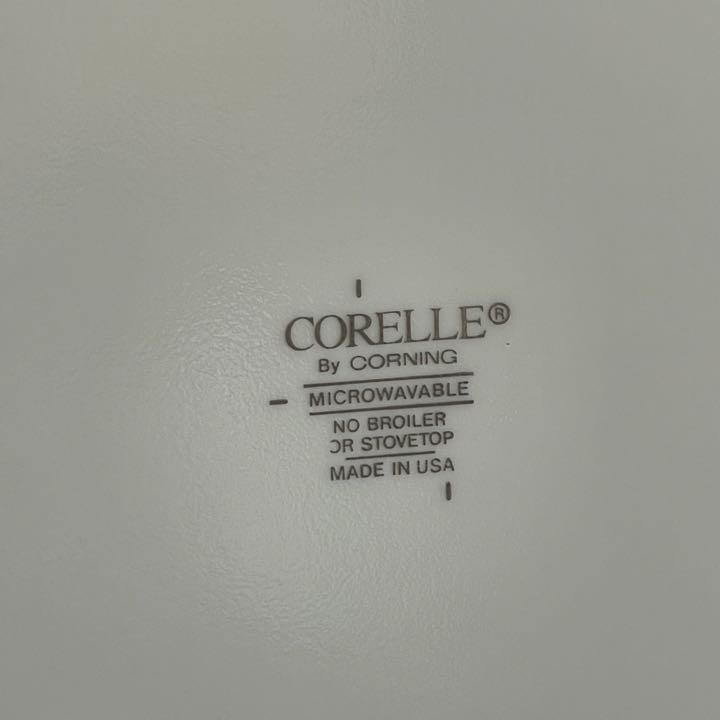 CORELLE®
By CORNING
MICROWAVABLE
NO BROILER
OR STOVETOP
MADE IN USA